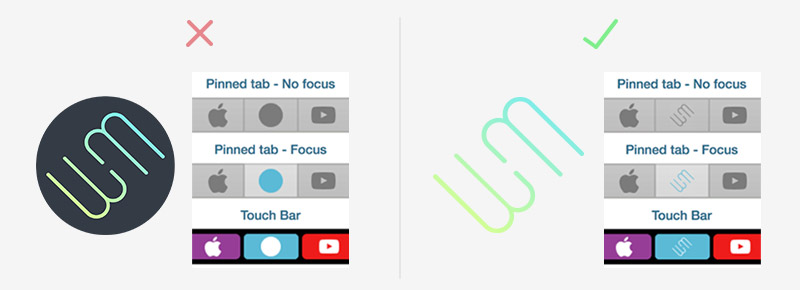 Pinned tab - No focus
Pinned tab - Focus
Touch Bar
Pinned tab - No focus
Pinned tab - Focus
Touch Bar